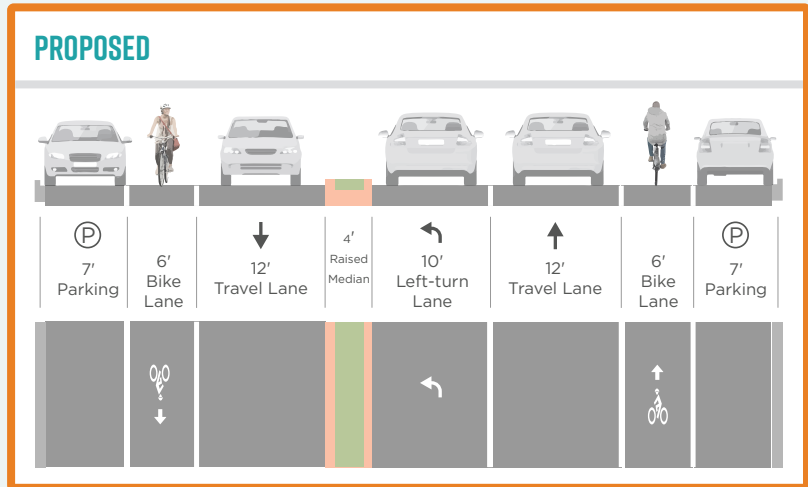 PROPOSED
P
7'
Parking
6'
Bike
Lane
12'
Travel Lane
4'
Raised
Median
10'
Left-turn
Lane
12'
Travel Lane
6'
Bike
Lane
P
7'
Parking